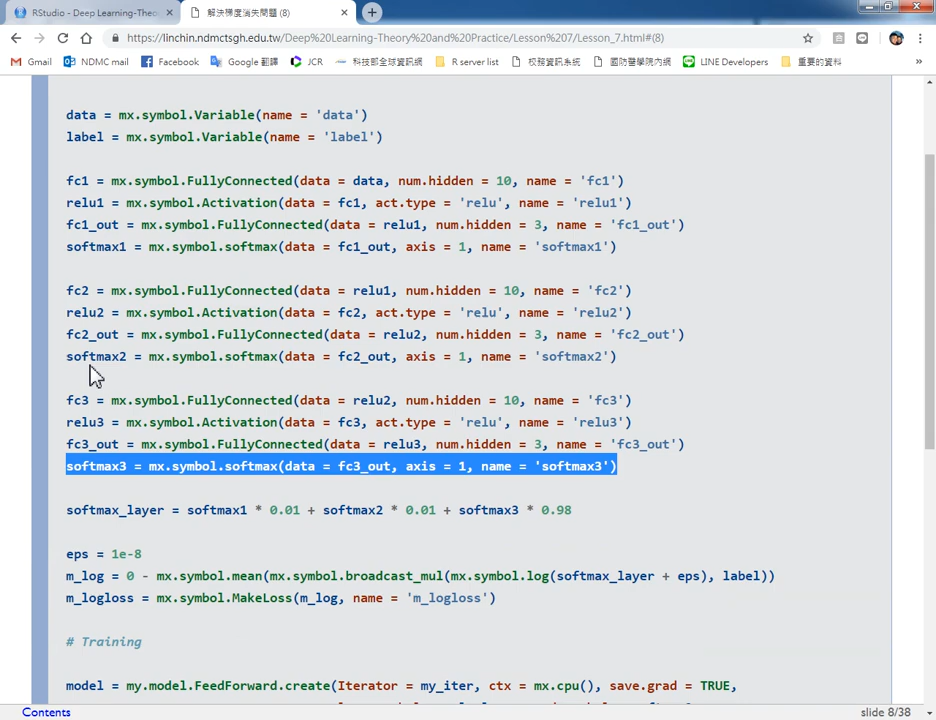 RStudio - Deep Learning-Theo
解決梯度消失問題 (8)
https://linchin.ndmctsgh.edu.tw/Deep%20Learning-Theory%20and%20Practice/Lesson%207/Lesson_7.html#(8)
Gmail NDMC mail Facebook Google 翻譯 JCR 科技部全球資訊網 R server list 校務資訊系統 國防醫學院內網 LINE Developers 重要的資料 »
data = mx.symbol.Variable(name = 'data')
label = mx.symbol.Variable(name = 'label')
fc1 = mx.symbol.FullyConnected(data = data, num.hidden = 10, name = 'fc1')
relu1 = mx.symbol.Activation(data = fc1, act.type = 'relu', name = 'relu1')
fc1_out = mx.symbol.FullyConnected(data = relu1, num.hidden = 3, name = 'fc1_out')
softmax1 = mx.symbol.softmax(data = fc1_out, axis = 1, name = 'softmax1')
fc2 = mx.symbol.FullyConnected(data = relu1, num.hidden = 10, name = 'fc2')
relu2 = mx.symbol.Activation(data = fc2, act.type = 'relu', name = 'relu2')
fc2_out = mx.symbol.FullyConnected(data = relu2, num.hidden = 3, name = 'fc2_out')
softmax2 = mx.symbol.softmax(data = fc2_out, axis = 1, name = 'softmax2')
fc3 = mx.symbol.FullyConnected(data = relu2, num.hidden = 10, name = 'fc3')
relu3 = mx.symbol.Activation(data = fc3, act.type = 'relu', name = 'relu3')
fc3_out = mx.symbol.FullyConnected(data = relu3, num.hidden = 3, name = 'fc3_out')
softmax3 = mx.symbol.softmax(data = fc3_out, axis = 1, name = 'softmax3')
softmax_layer = softmax1 * 0.01 + softmax2 * 0.01 + softmax3 * 0.98
eps = 1e-8
m_log = 0 - mx.symbol.mean(mx.symbol.broadcast_mul(mx.symbol.log(softmax_layer + eps), label))
m_logloss = mx.symbol.MakeLoss(m_log, name = 'm_logloss')
# Training
model = my.model.FeedForward.create(Iterator = my_iter, ctx = mx.cpu(), save.grad = TRUE,
Contents
slide 8/38